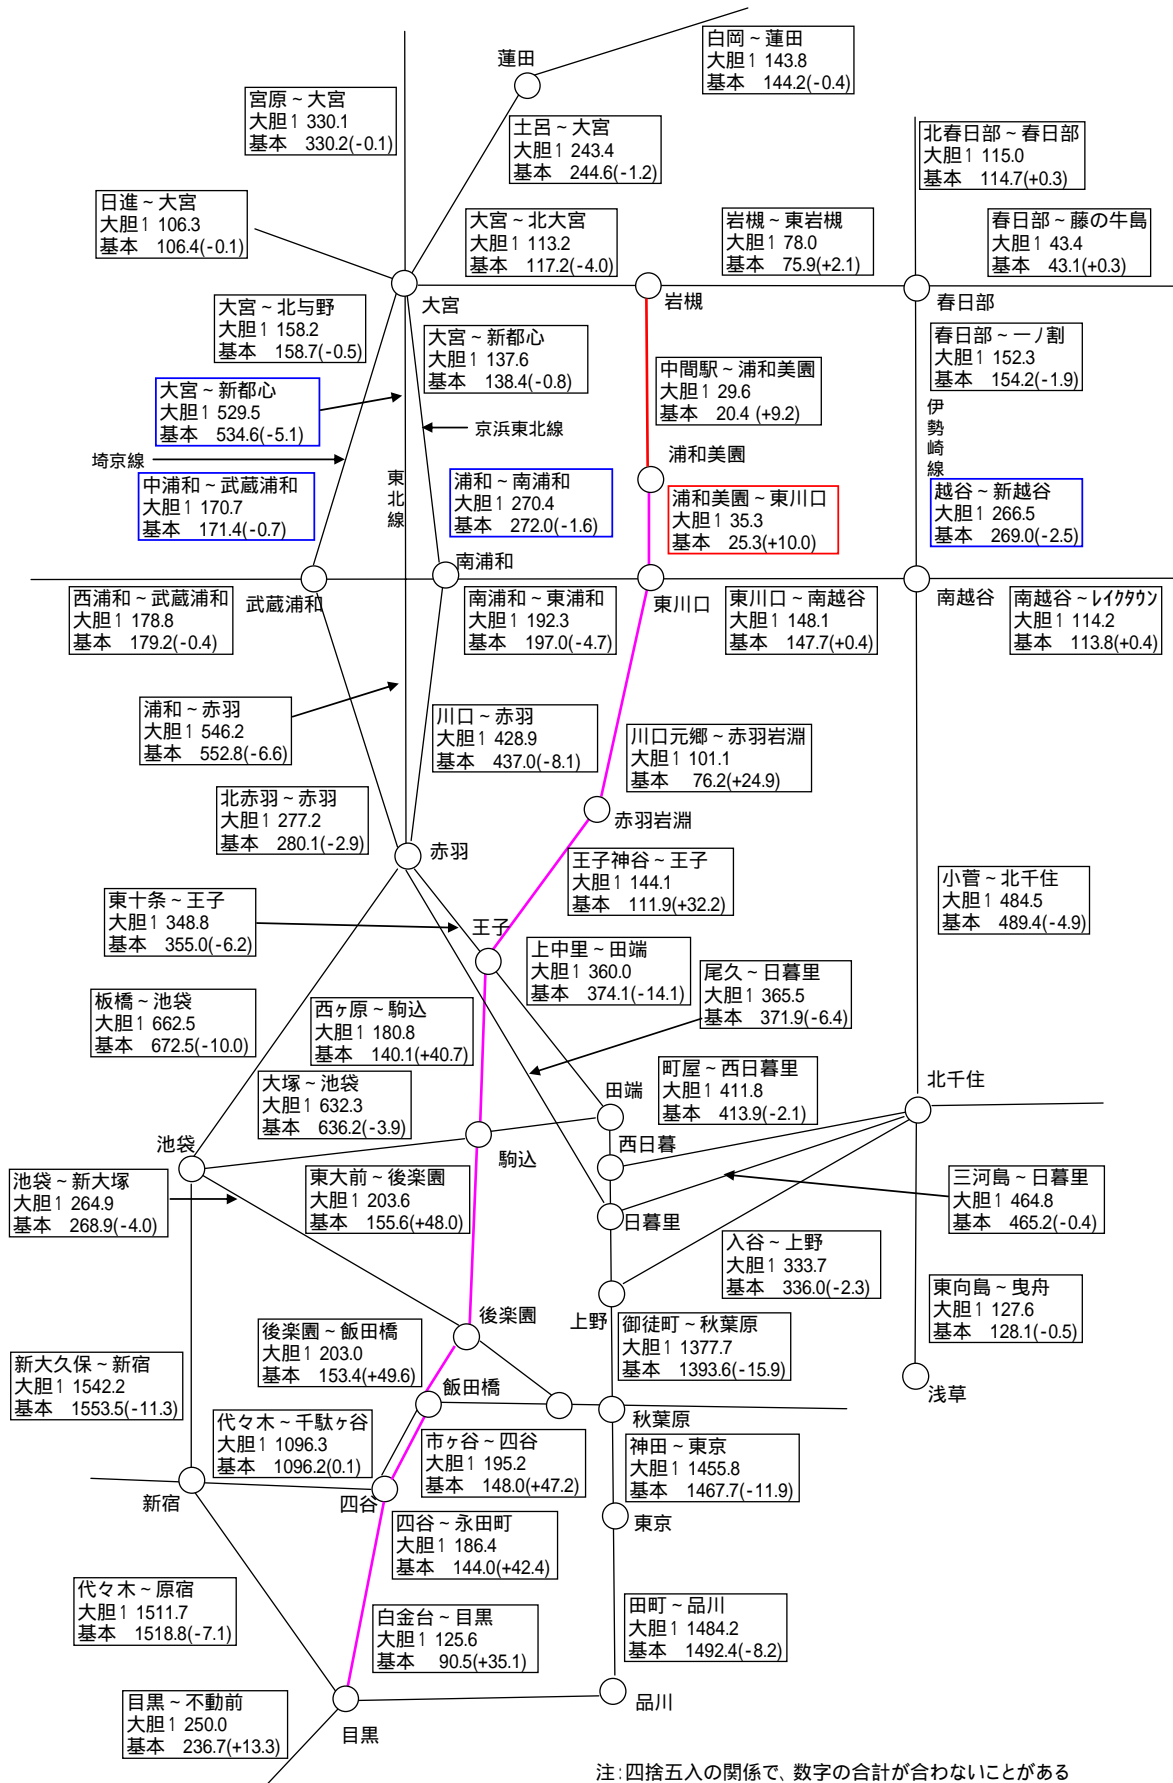 白岡～蓮田
大胆1 143.8
基本 144.2(-0.4)
蓮田
宮原～大宮
大胆1 330.1
基本 330.2(-0.1)
土呂～大宮
大胆1 243.4
基本 244.6(-1.2)
北春日部～春日部
大胆1 115.0
基本 114.7(+0.3)
日進～大宮
大胆1 106.3
基本 106.4(-0.1)
大宮～北大宮
大胆1 113.2
基本 117.2(-4.0)
岩槻～東岩槻
大胆1 78.0
基本 75.9(+2.1)
春日部～藤の牛島
大胆1 43.4
基本 43.1(+0.3)
大宮
岩槻
春日部
大宮～北与野
大胆1 158.2
基本 158.7(-0.5)
大宮～新都心
大胆1 137.6
基本 138.4(-0.8)
春日部～一ノ割
大胆1 152.3
基本 154.2(-1.9)
中間駅～浦和美園
大胆1 29.6
基本 20.4 (+9.2)
大宮～新都心
大胆1 529.5
基本 534.6(-5.1)
伊勢崎線
京浜東北線
埼京線
浦和美園
東北線
中浦和～武蔵浦和
大胆1 170.7
基本 171.4(-0.7)
浦和～南浦和
大胆1 270.4
基本 272.0(-1.6)
浦和美園～東川口
大胆1 35.3
基本 25.3(+10.0)
越谷～新越谷
大胆1 266.5
基本 269.0(-2.5)
南浦和
武蔵浦和
東川口
南越谷
西浦和～武蔵浦和
大胆1 178.8
基本 179.2(-0.4)
南浦和～東浦和
大胆1 192.3
基本 197.0(-4.7)
東川口～南越谷
大胆1 148.1
基本 147.7(+0.4)
南越谷～ﾚｲｸﾀｳﾝ
大胆1 114.2
基本 113.8(+0.4)
浦和～赤羽
大胆1 546.2
基本 552.8(-6.6)
川口～赤羽
大胆1 428.9
基本 437.0(-8.1)
川口元郷～赤羽岩淵
大胆1 101.1
基本 76.2(+24.9)
北赤羽～赤羽
大胆1 277.2
基本 280.1(-2.9)
赤羽岩淵
赤羽
王子神谷～王子
大胆1 144.1
基本 111.9(+32.2)
小菅～北千住
大胆1 484.5
基本 489.4(-4.9)
東十条～王子
大胆1 348.8
基本 355.0(-6.2)
王子
上中里～田端
大胆1 360.0
基本 374.1(-14.1)
尾久～日暮里
大胆1 365.5
基本 371.9(-6.4)
板橋～池袋
大胆1 662.5
基本 672.5(-10.0)
西ヶ原～駒込
大胆1 180.8
基本 140.1(+40.7)
町屋～西日暮里
大胆1 411.8
基本 413.9(-2.1)
北千住
大塚～池袋
大胆1 632.3
基本 636.2(-3.9)
田端
西日暮
池袋
駒込
池袋～新大塚
大胆1 264.9
基本 268.9(-4.0)
東大前～後楽園
大胆1 203.6
基本 155.6(+48.0)
三河島～日暮里
大胆1 464.8
基本 465.2(-0.4)
日暮里
入谷～上野
大胆1 333.7
基本 336.0(-2.3)
東向島～曳舟
大胆1 127.6
基本 128.1(-0.5)
後楽園
上野
後楽園～飯田橋
大胆1 203.0
基本 153.4(+49.6)
御徒町～秋葉原
大胆1 1377.7
基本 1393.6(-15.9)
新大久保～新宿
大胆1 1542.2
基本 1553.5(-11.3)
飯田橋
浅草
秋葉原
代々木～千駄ヶ谷
大胆1 1096.3
基本 1096.2(0.1)
市ヶ谷～四谷
大胆1 195.2
基本 148.0(+47.2)
神田～東京
大胆1 1455.8
基本 1467.7(-11.9)
新宿
四谷
東京
四谷～永田町
大胆1 186.4
基本 144.0(+42.4)
代々木～原宿
大胆1 1511.7
基本 1518.8(-7.1)
白金台～目黒
大胆1 125.6
基本 90.5(+35.1)
田町～品川
大胆1 1484.2
基本 1492.4(-8.2)
目黒～不動前
大胆1 250.0
基本 236.7(+13.3)
目黒
品川
注：四捨五入の関係で、数字の合計が合わないことがある